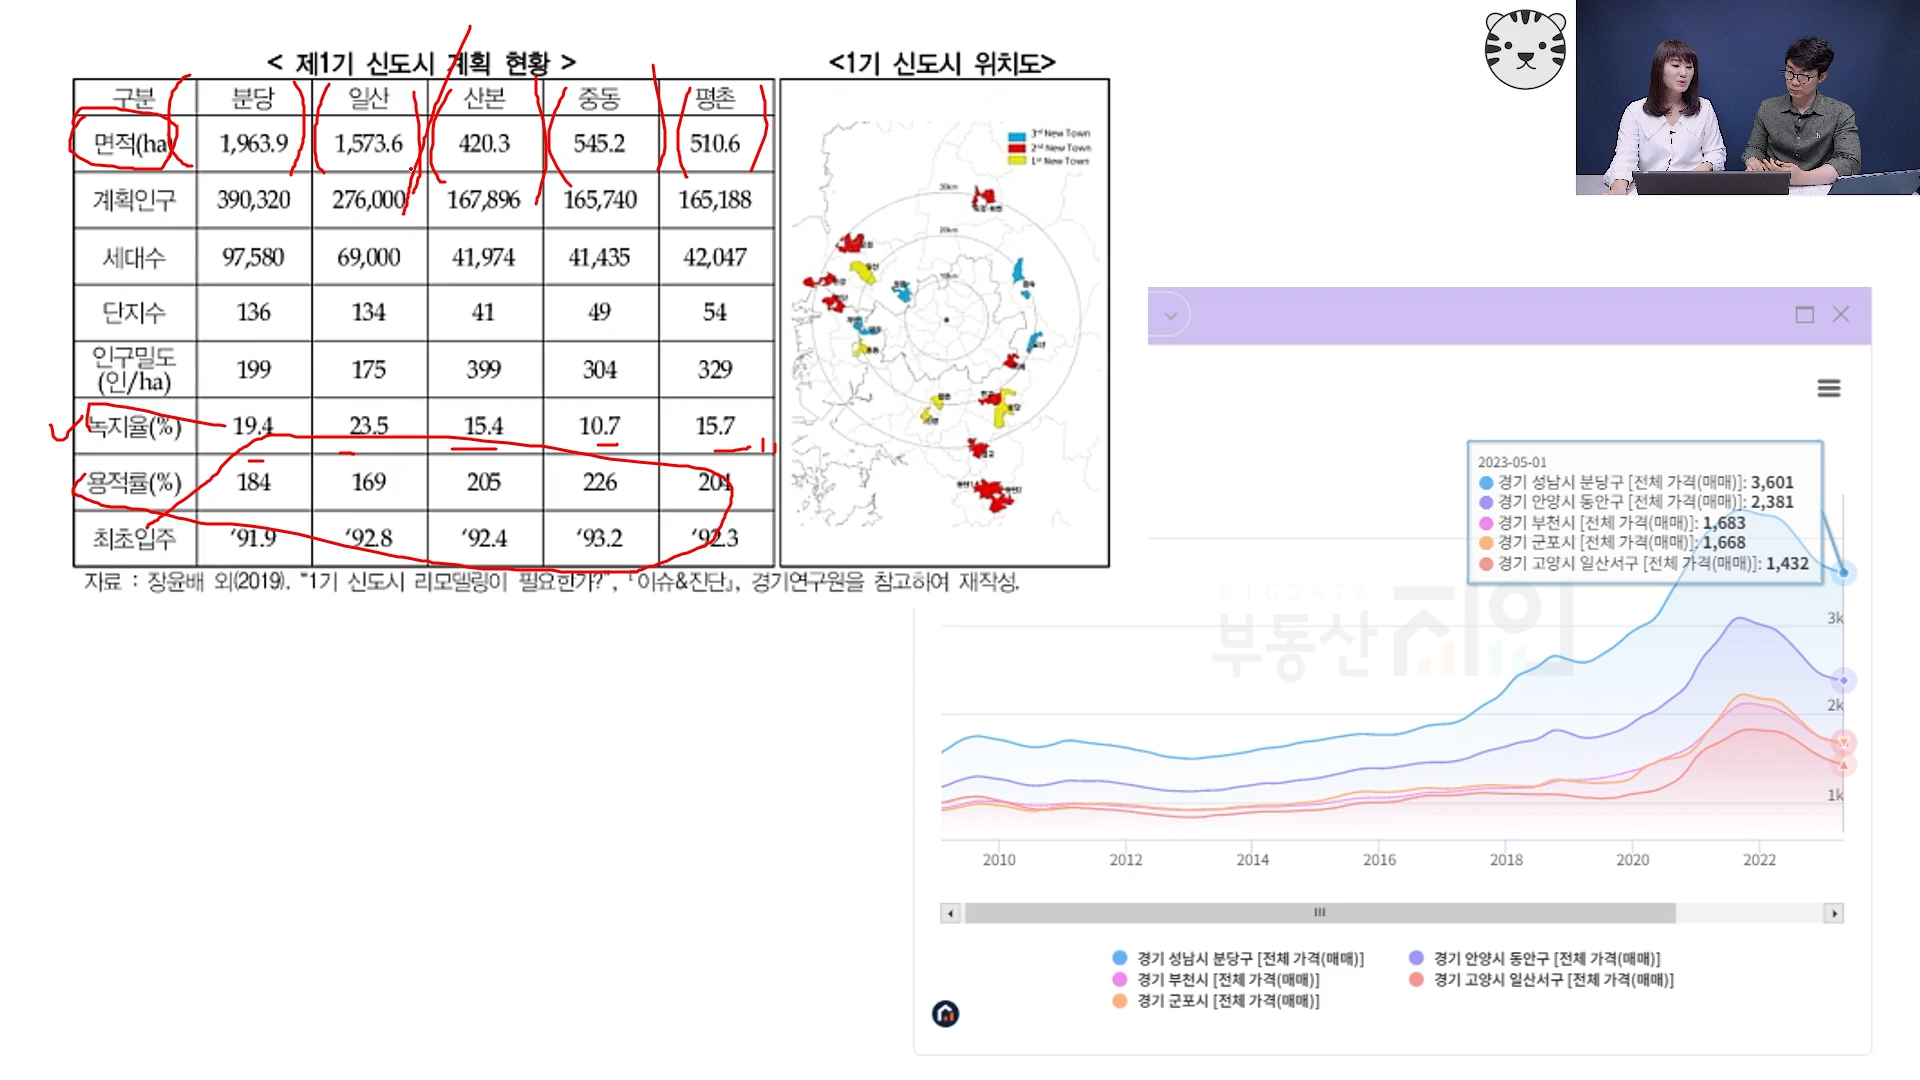 < 제1기 신도시 계획 현황 >
구분 분당 일산 산본 중동 평촌
면적(ha) 1,963.9 1,573.6 420.3 545.2 510.6
계획인구 390,320 276,000 167,896 165,740 165,188
세대수 97,580 69,000 41,974 41,435 42,047
단지수 136 134 41 49 54
인구밀도
(인/ha) 199 175 399 304 329
녹지율(%) 19.4 23.5 15.4 10.7 15.7
용적률(%) 184 169 205 226 204
최초입주 ‘91.9 ‘92.8 ‘92.4 ‘93.2 ‘92.3
자료 : 장윤배 외(2019). "1기 신도시 리모델링이 필요한가?", 『이슈&진단』, 경기연구원을 참고하여 재작성.
<1기 신도시 위치도>
3rd New Town
2nd New Town
1st New Town
30km
20km
10km
2023-05-01
경기 성남시 분당구 [전체 가격(매매)]: 3,601
경기 안양시 동안구 [전체 가격(매매)]: 2,381
경기 부천시 [전체 가격(매매)]: 1,683
경기 군포시 [전체 가격(매매)]: 1,668
경기 고양시 일산서구 [전체 가격(매매)]: 1,432
BIGDATA
부동산 지인
3k
2k
1k
2010 2012 2014 2016 2018 2020 2022
경기 성남시 분당구 [전체 가격(매매)] 경기 안양시 동안구 [전체 가격(매매)]
경기 부천시 [전체 가격(매매)] 경기 고양시 일산서구 [전체 가격(매매)]
경기 군포시 [전체 가격(매매)]